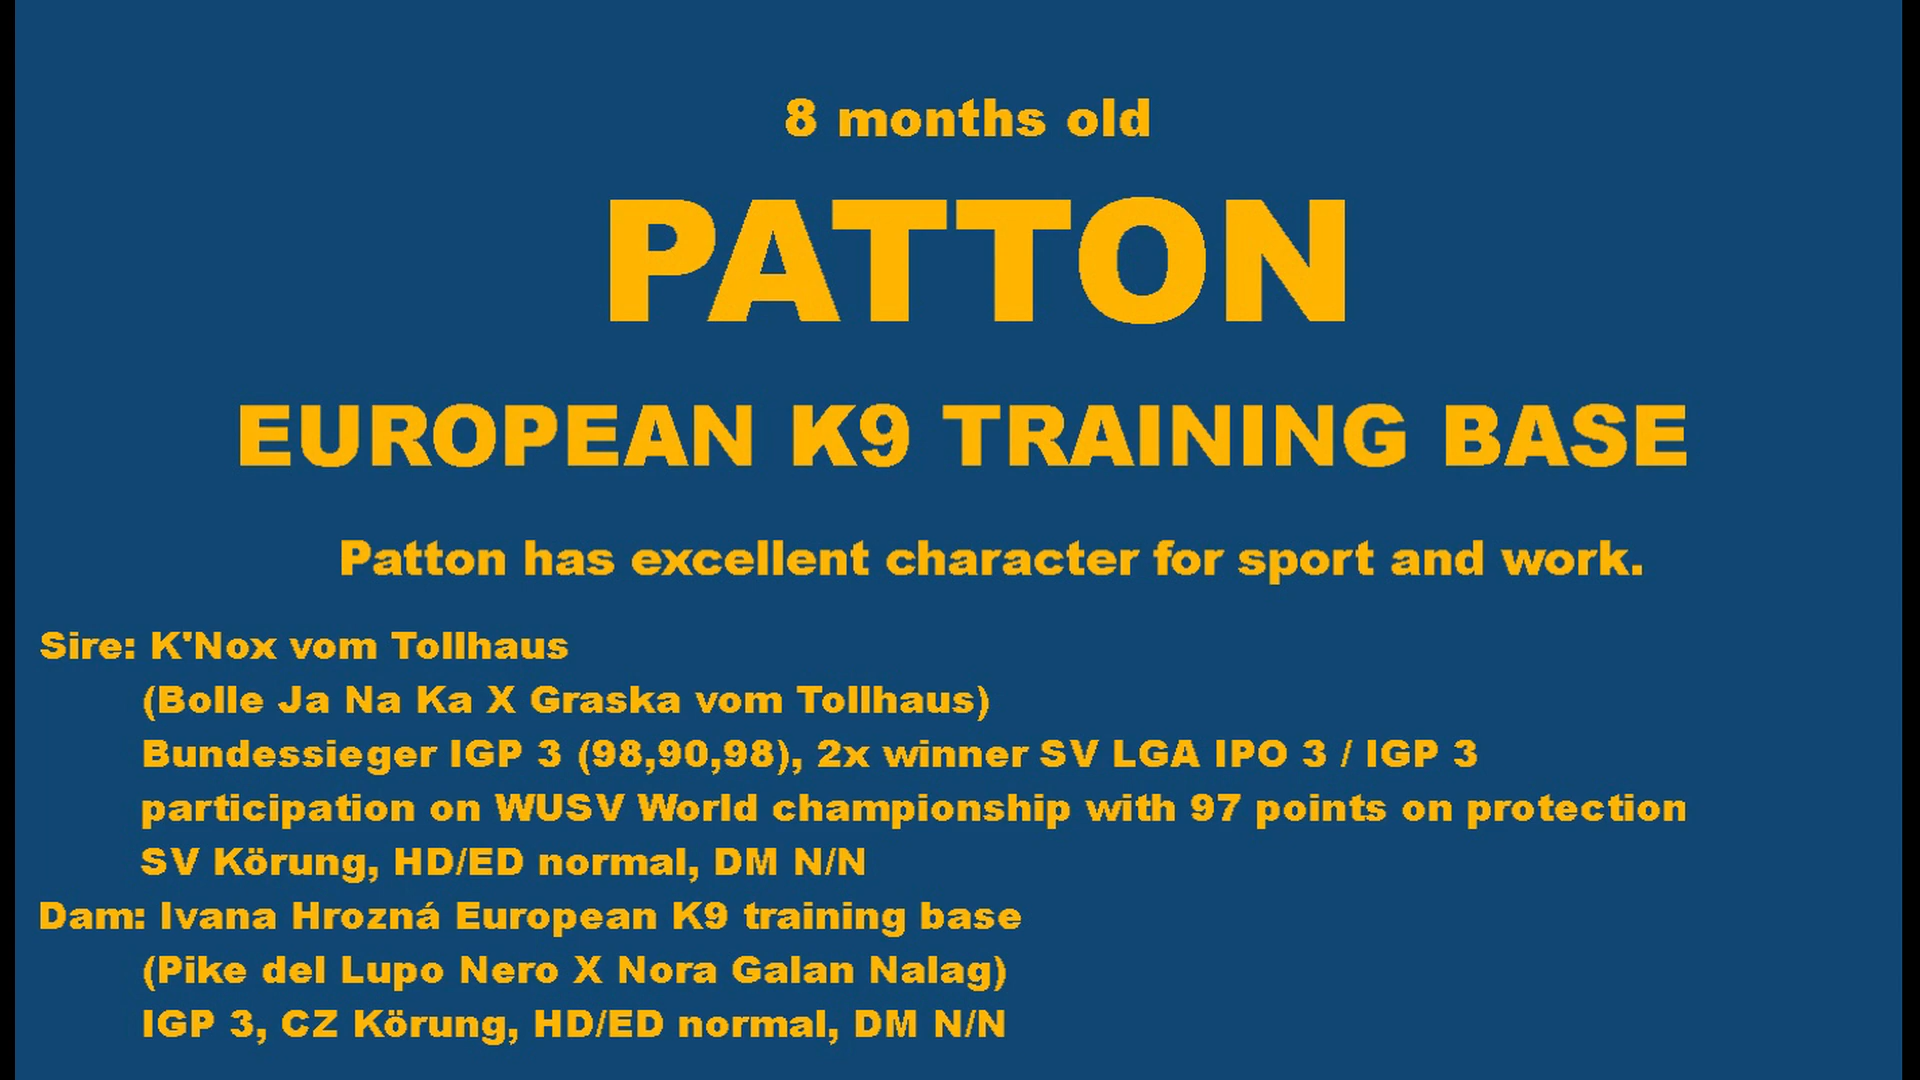 8 months old
PATTON
EUROPEAN K9 TRAINING BASE
Patton has excellent character for sport and work.
Sire: K'Nox vom Tollhaus
(Bolle Ja Na Ka X Graska vom Tollhaus)
Bundessieger IGP 3 (98,90,98), 2x winner SV LGA IPO 3 / IGP 3
participation on WUSV World championship with 97 points on protection
SV Körung, HD/ED normal, DM N/N
Dam: Ivana Hrozná European K9 training base
(Pike del Lupo Nero X Nora Galan Nalag)
IGP 3, CZ Körung, HD/ED normal, DM N/N